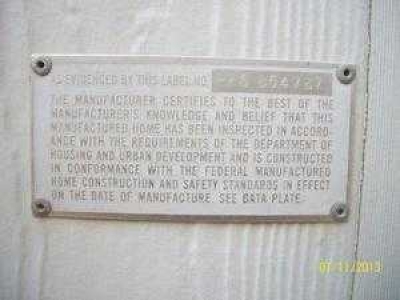 AS EVIDENCED BY THIS LABEL NO.
THE MANUFACTURER CERTIFIES TO THE BEST OF THE
MANUFACTURER'S KNOWLEDGE AND BELIEF THAT THIS
MANUFACTURED HOME HAS BEEN INSPECTED IN ACCORD-
ANCE WITH THE REQUIREMENTS OF THE DEPARTMENT OF
HOUSING AND URBAN DEVELOPMENT AND IS CONSTRUCTED
IN CONFORMANCE WITH THE FEDERAL MANUFACTURED
HOME CONSTRUCTION AND SAFETY STANDARDS IN EFFECT
ON THE DATE OF MANUFACTURE. SEE DATA PLATE.
07/11/2013